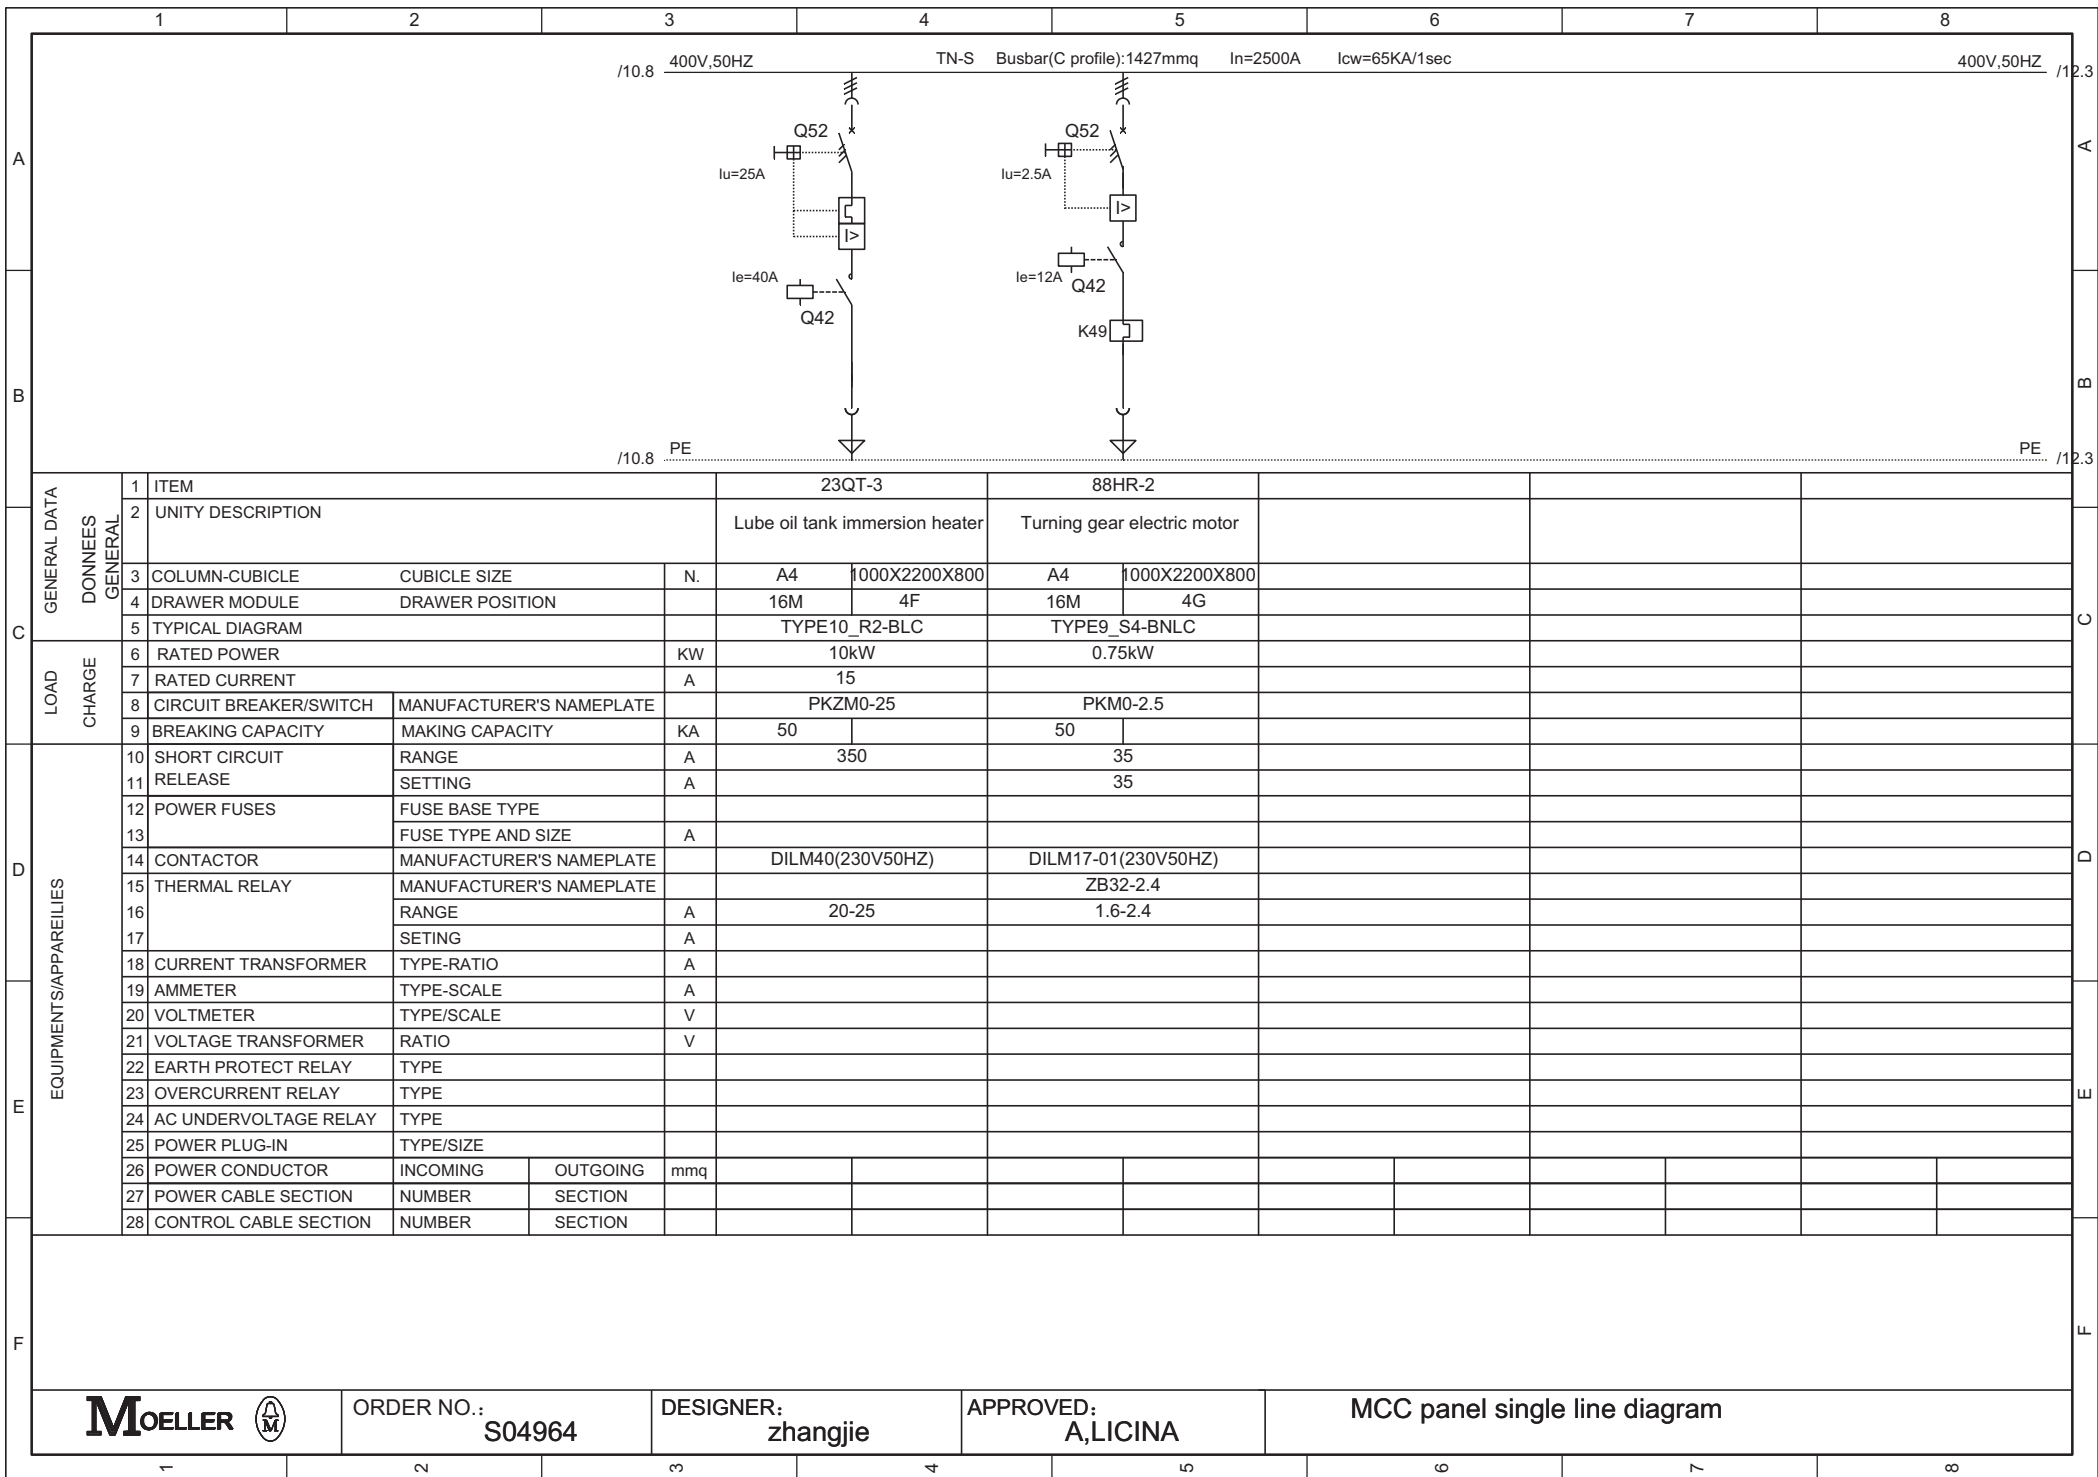 1 2 3 4 5 6 7 8
/10.8 400V,50HZ TN-S Busbar(C profile):1427mmq In=2500A Icw=65KA/1sec 400V,50HZ /12.3
Q52 Q52
A A
Iu=25A Iu=2.5A
I>
I>
Ie=40A Ie=12A
Q42
Q42
K49
B B
/10.8 PE PE /12.3
GENERAL DATA
DONNEES
GENERAL
1 ITEM 23QT-3 88HR-2
2 UNITY DESCRIPTION Lube oil tank immersion heater Turning gear electric motor
3 COLUMN-CUBICLE CUBICLE SIZE N. A4 1000X2200X800 A4 1000X2200X800
4 DRAWER MODULE DRAWER POSITION 16M 4F 16M 4G
5 TYPICAL DIAGRAM TYPE10_R2-BLC TYPE9_S4-BNLC
C C
LOAD
CHARGE
6 RATED POWER KW 10kW 0.75kW
7 RATED CURRENT A 15
8 CIRCUIT BREAKER/SWITCH MANUFACTURER'S NAMEPLATE PKZM0-25 PKM0-2.5
9 BREAKING CAPACITY MAKING CAPACITY KA 50 50
EQUIPMENTS/APPAREILIES
10 SHORT CIRCUIT RANGE A 350 35
11 RELEASE SETTING A 35
12 POWER FUSES FUSE BASE TYPE
13 FUSE TYPE AND SIZE A
14 CONTACTOR MANUFACTURER'S NAMEPLATE DILM40(230V50HZ) DILM17-01(230V50HZ)
D D
15 THERMAL RELAY MANUFACTURER'S NAMEPLATE ZB32-2.4
16 RANGE A 20-25 1.6-2.4
17 SETING A
18 CURRENT TRANSFORMER TYPE-RATIO A
19 AMMETER TYPE-SCALE A
20 VOLTMETER TYPE/SCALE V
21 VOLTAGE TRANSFORMER RATIO V
22 EARTH PROTECT RELAY TYPE
23 OVERCURRENT RELAY TYPE
E E
24 AC UNDERVOLTAGE RELAY TYPE
25 POWER PLUG-IN TYPE/SIZE
26 POWER CONDUCTOR INCOMING OUTGOING mmq
27 POWER CABLE SECTION NUMBER SECTION
28 CONTROL CABLE SECTION NUMBER SECTION
F F
MOELLER M
ORDER NO.:
S04964
DESIGNER:
zhangjie
APPROVED:
A,LICINA
MCC panel single line diagram
1 2 3 4 5 6 7 8